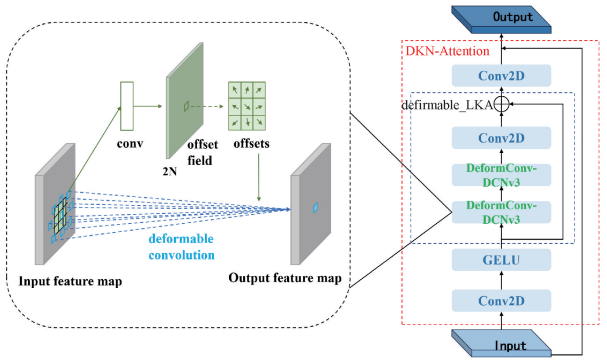 conv
2N
offset
field
offsets
deformable
convolution
Input feature map
Output feature map
Output
DKN-Attention
Conv2D
defirmable_LKA
Conv2D
DeformConv-
DCNv3
DeformConv-
DCNv3
GELU
Conv2D
Input